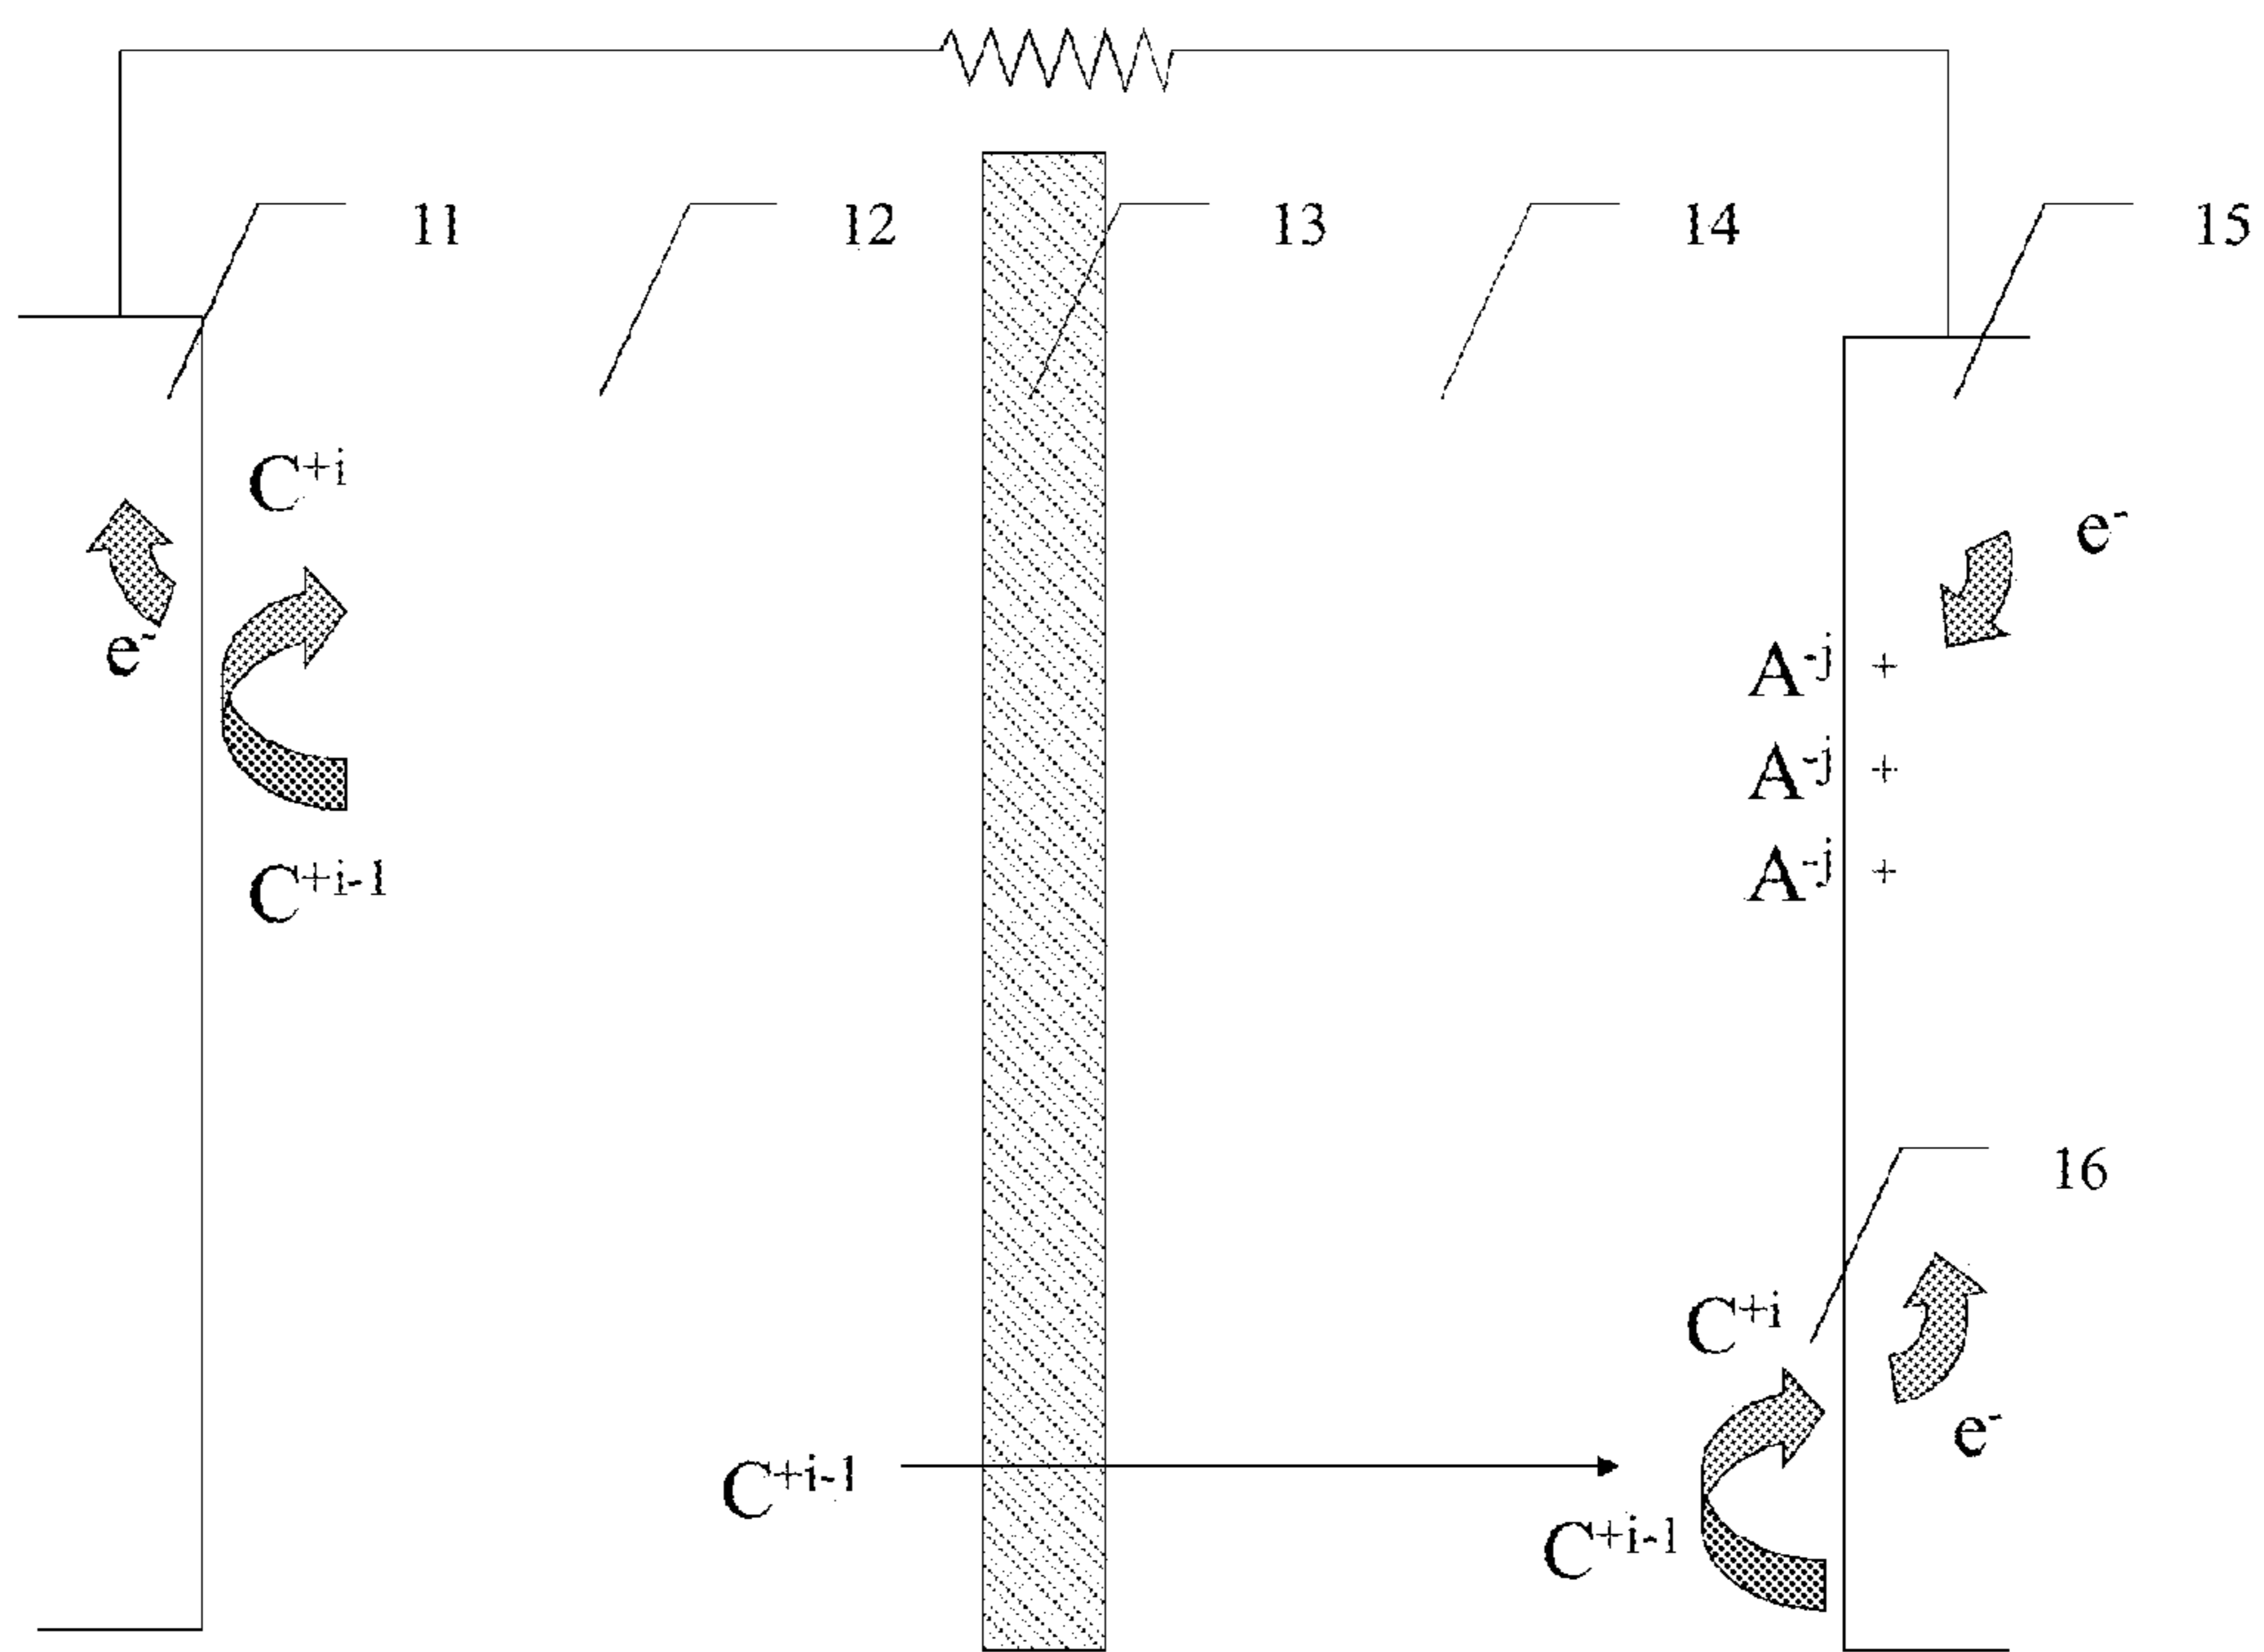 11 12 13 14 15
C⁺ⁱ
e⁻
e⁻
A⁻ʲ +
A⁻ʲ +
A⁻ʲ +
C⁺ⁱ⁻¹
16
C⁺ⁱ
e⁻
C⁺ⁱ⁻¹
C⁺ⁱ⁻¹